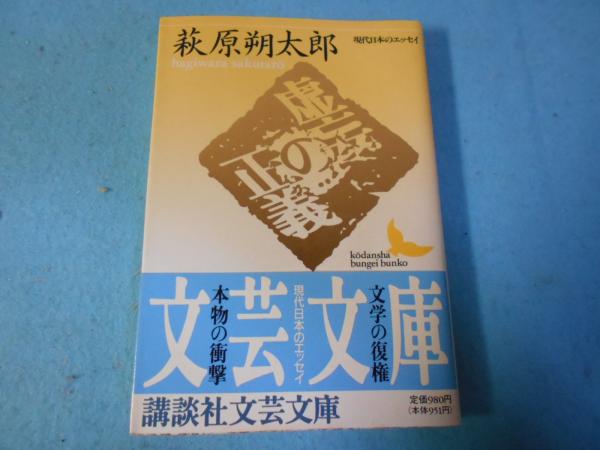 萩原朔太郎
hagiwara sakutarō
現代日本のエッセイ
虚妄の
正義
kōdansha
bungei bunko
文芸文庫
文学の復権
現代日本のエッセイ
本物の衝撃
講談社文芸文庫
定価980円
(本体951円)